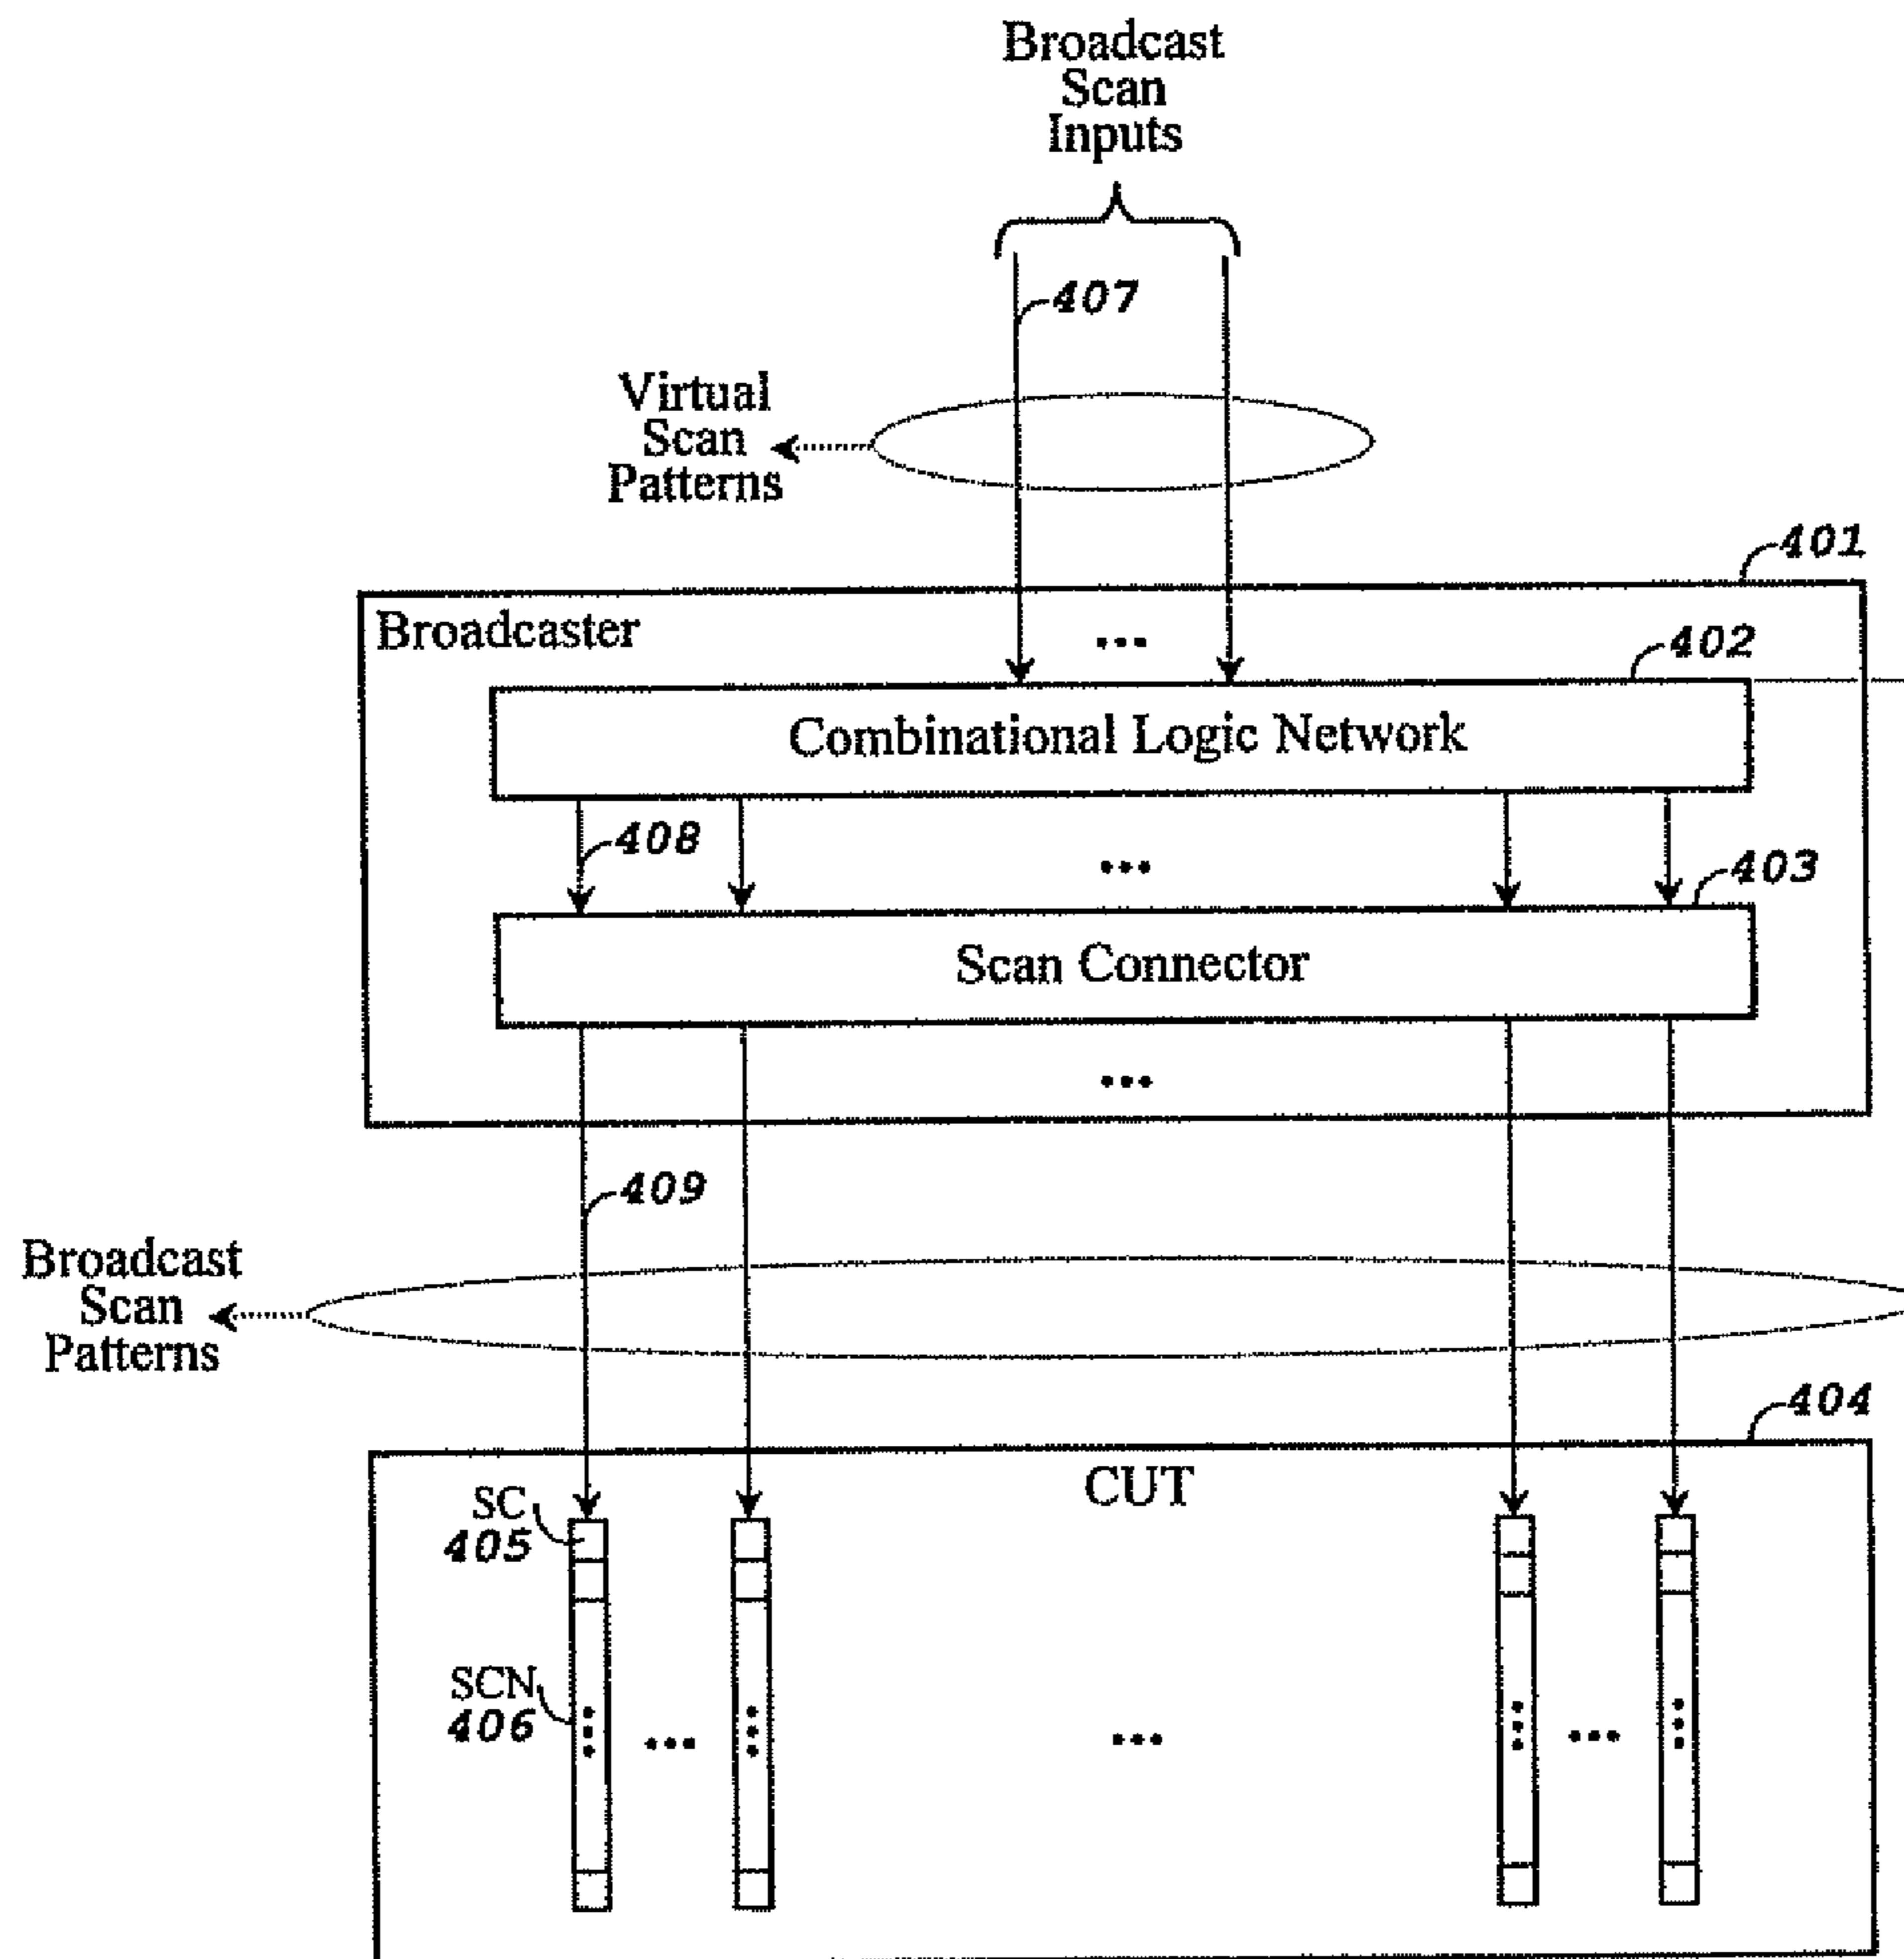 Broadcast
Scan
Inputs
407
Virtual
Scan
Patterns
401
Broadcaster
...
402
Combinational Logic Network
408
...
403
Scan Connector
...
409
Broadcast
Scan
Patterns
404
CUT
SC
405
SCN
406
... ... ...